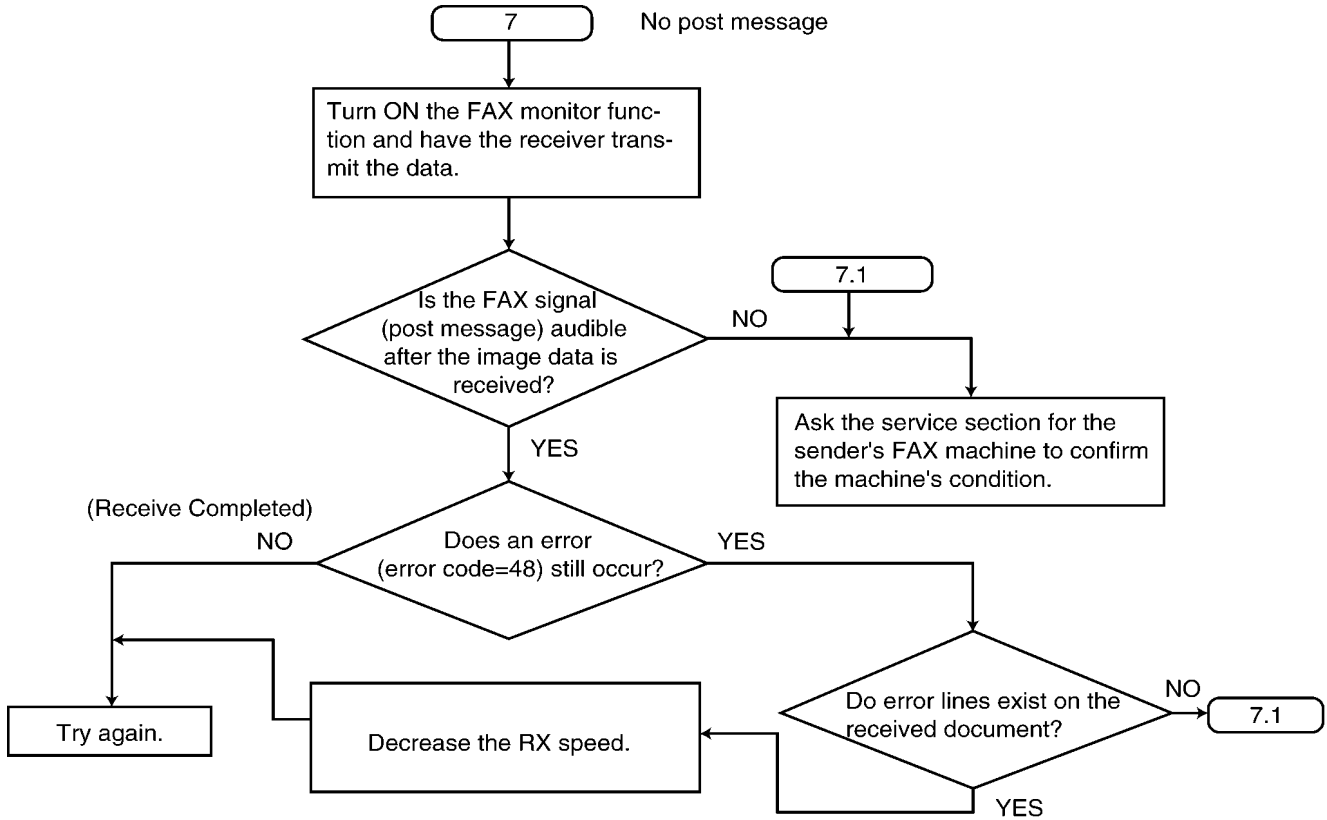 7
No post message
Turn ON the FAX monitor func-
tion and have the receiver trans-
mit the data.
7.1
Is the FAX signal
(post message) audible
after the image data is
received?
NO
Ask the service section for the
sender's FAX machine to confirm
the machine's condition.
YES
(Receive Completed)
NO
Does an error
(error code=48) still occur?
YES
Do error lines exist on the
received document?
NO
7.1
Try again.
Decrease the RX speed.
YES